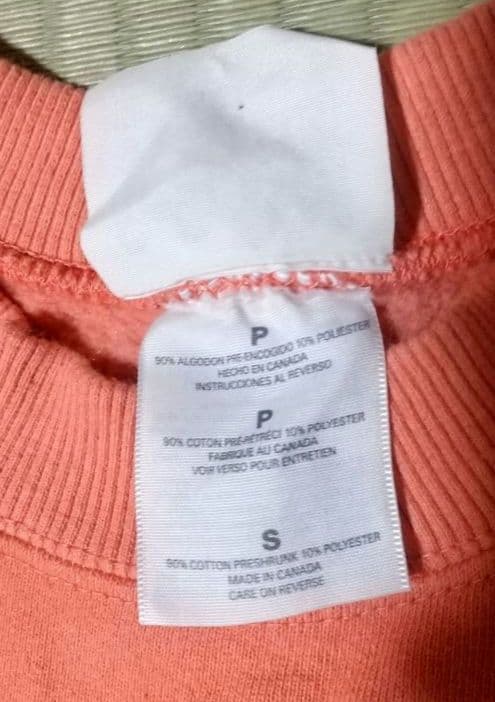 P
90% ALGODON PRE-ENCOGIDO 10% POLIESTER
HECHO EN CANADA
INSTRUCCIONES AL REVERSO
P
90% COTON PRÉ-RÉTRÉCI 10% POLYESTER
FABRIQUE AU CANADA
VOIR VERSO POUR ENTRETIEN
S
90% COTTON PRESHRUNK 10% POLYESTER
MADE IN CANADA
CARE ON REVERSE